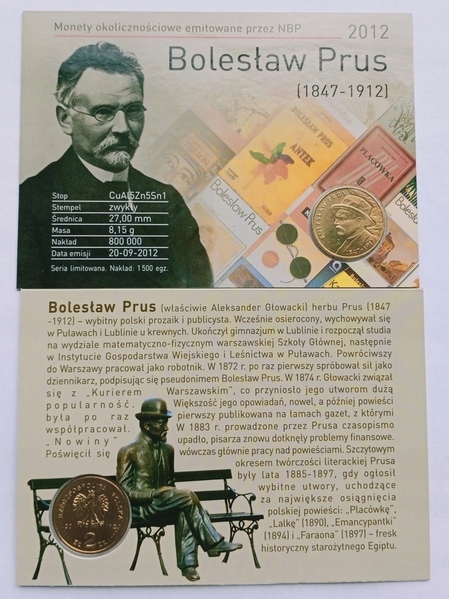 Monety okolicznościowe emitowane przez NBP
2012
Bolesław Prus
(1847-1912)
BOLESŁAW PRUS
ANTEK
PLACÓWKA
Bolesław Prus
Stop CuAl5Zn5Sn1
Stempel zwykły
Średnica 27,00 mm
Masa 8,15 g
Nakład 800 000
Data emisji 20-09-2012
Seria limitowana. Nakład: 1500 egz.
Bolesław Prus (właściwie Aleksander Głowacki) herbu Prus (1847
-1912) – wybitny polski prozaik i publicysta. Wcześnie osierocony, wychowywał się
w Puławach i Lublinie u krewnych. Ukończył gimnazjum w Lublinie i rozpoczął studia
na wydziale matematyczno-fizycznym warszawskiej Szkoły Głównej, następnie
w Instytucie Gospodarstwa Wiejskiego i Leśnictwa w Puławach. Powróciwszy
do Warszawy pracował jako robotnik. W 1872 r. po raz pierwszy spróbował sił jako
dziennikarz, podpisując się pseudonimem Bolesław Prus. W 1874 r. Głowacki związał
się z „Kurierem Warszawskim", co przyniosło jego utworom dużą
popularność. Większość jego opowiadań, nowel, a później powieści
była po raz pierwszy publikowana na łamach gazet, z którymi
współpracował. W 1883 r. prowadzone przez Prusa czasopismo
„Nowiny" upadło, pisarza znowu dotknęły problemy finansowe.
Poświęcił się wówczas głównie pracy nad powieściami. Szczytowym
okresem twórczości literackiej Prusa
były lata 1885-1897, gdy ogłosił
wybitne utwory, uchodzące
za największe osiągnięcia
polskiej powieści: „Placówkę",
„Lalkę" (1890), „Emancypantki"
(1894) i „Faraona" (1897) – fresk
historyczny starożytnego Egiptu.
2
ZŁ